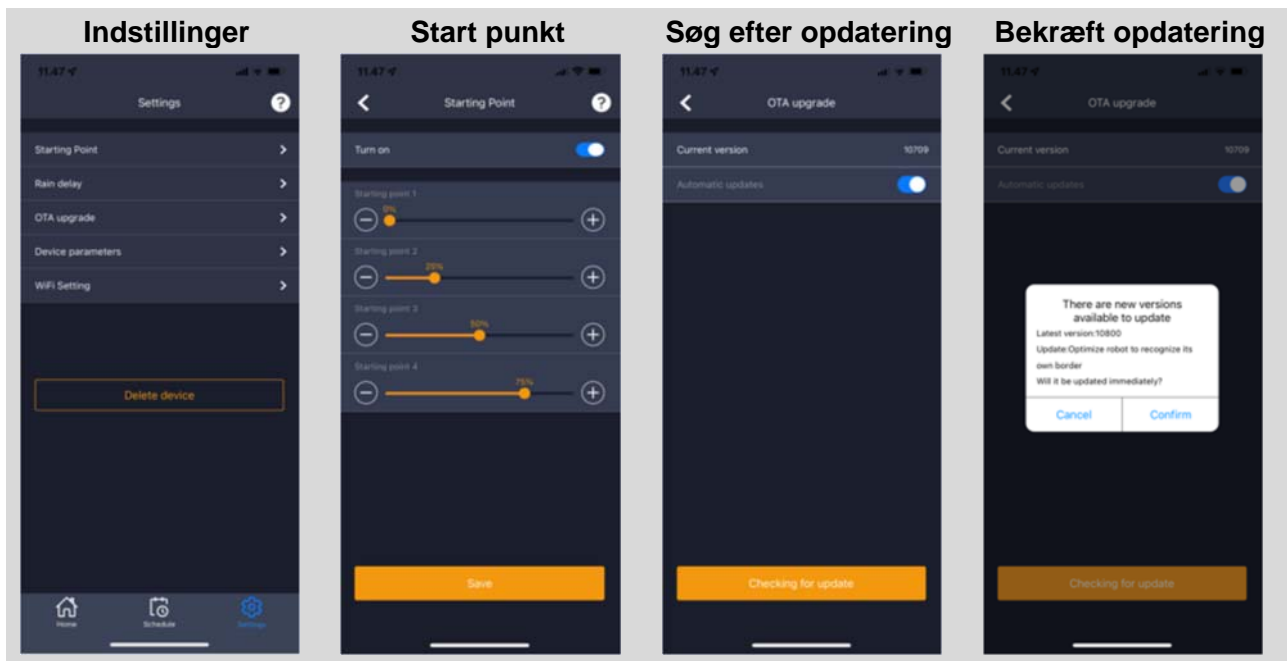 Indstillinger
Start punkt
Søg efter opdatering
Bekræft opdatering
11.47
Settings
?
Starting Point
Rain delay
OTA upgrade
Device parameters
WiFi Setting
Delete device
Home
Schedule
Settings
11.47
Starting Point
?
Turn on
Starting point 1
0%
Starting point 2
25%
Starting point 3
50%
Starting point 4
75%
Save
11.47
OTA upgrade
Current version 10709
Automatic updates
Checking for update
11.47
OTA upgrade
Current version 10709
Automatic updates
There are new versions
available to update
Latest version:10800
Update:Optimize robot to recognize its
own border
Will it be updated immediately?
Cancel Confirm
Checking for update